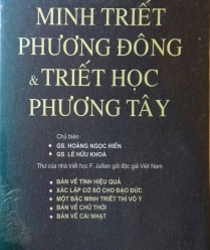 MINH TRIẾT
PHƯƠNG ĐÔNG
& TRIẾT HỌC
PHƯƠNG TÂY
Chủ biên
• GS. HOÀNG NGỌC HIẾN
• GS. LÊ HỮU KHOÁ
Thư của nhà triết học F. Jullien gửi độc giả Việt Nam
• BÀN VỀ TÍNH HIỆU QUẢ
• XÁC LẬP CƠ SỞ CHO ĐẠO ĐỨC
• MỘT BẬC MINH TRIẾT THÌ VÔ Ý
• BÀN VỀ CHỮ THỜI
• BÀN VỀ CÁI NHẠT